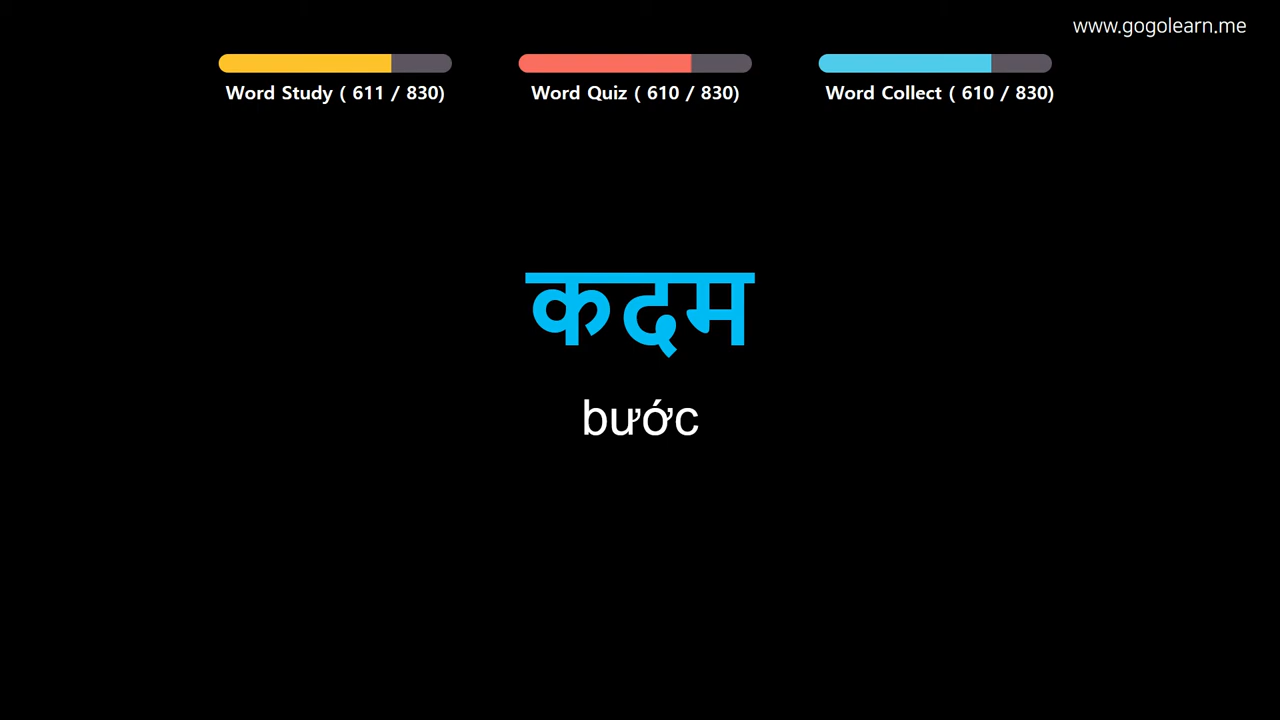 www.gogolearn.me
Word Study ( 611 / 830)
Word Quiz ( 610 / 830)
Word Collect ( 610 / 830)
कदम
bước